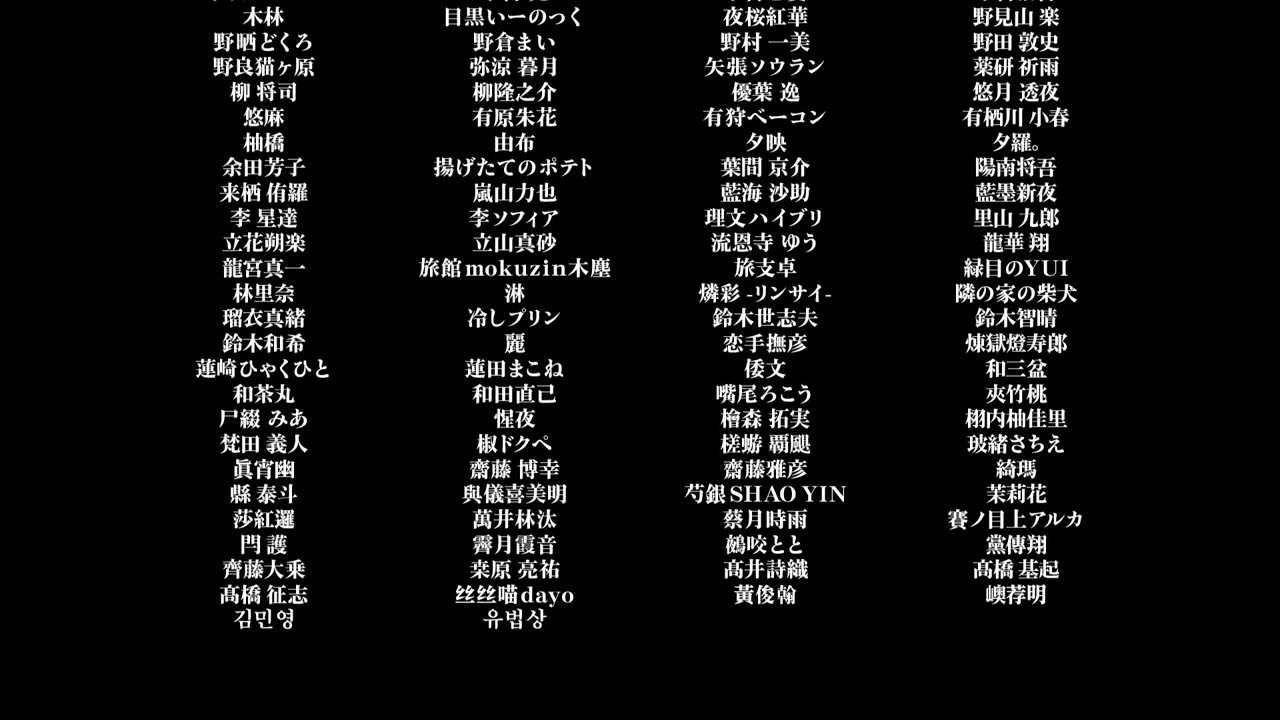 木林 目黒いーのっく 夜桜紅華 野見山 楽
野晒どくろ 野倉まい 野村 一美 野田 敦史
野良猫ヶ原 弥涼 暮月 矢張ソウラン 薬研 祈雨
柳 将司 柳隆之介 優葉 逸 悠月 透夜
悠麻 有原朱花 有狩ベーコン 有栖川 小春
柚橋 由布 夕映 夕羅。
余田芳子 揚げたてのポテト 葉間 京介 陽南将吾
来栖 侑羅 嵐山力也 藍海 沙助 藍墨新夜
李 星達 李ソフィア 理文ハイブリ 里山 九郎
立花朔楽 立山真砂 流恩寺 ゆう 龍華 翔
龍宮真一 旅館mokuzin木塵 旅支卓 緑目のYUI
林里奈 淋 燐彩 -リンサイ- 隣の家の柴犬
瑠衣真緒 冷しプリン 鈴木世志夫 鈴木智晴
鈴木和希 麗 恋手撫彦 煉獄燈寿郎
蓮崎ひゃくひと 蓮田まこね 倭文 和三盆
和茶丸 和田直己 嘴尾ろこう 夾竹桃
尸綴 みあ 惺夜 檜森 拓実 栩内柚佳里
梵田 義人 椒ドクペ 槎蝣 覇颶 玻緒さちえ
眞宵幽 齋藤 博幸 齋藤雅彦 綺瑪
縣 泰斗 與儀喜美明 芍銀SHAO YIN 茉莉花
莎紅邏 萬井林汰 蔡月時雨 賽ノ目上アルカ
閂 護 霽月霞音 鵺咬とと 黨傳翔
齊藤大乗 桒原 亮祐 髙井詩織 髙橋 基起
髙橋 征志 丝丝喵dayo 黃俊翰 嶼荐明
김민영 유법상